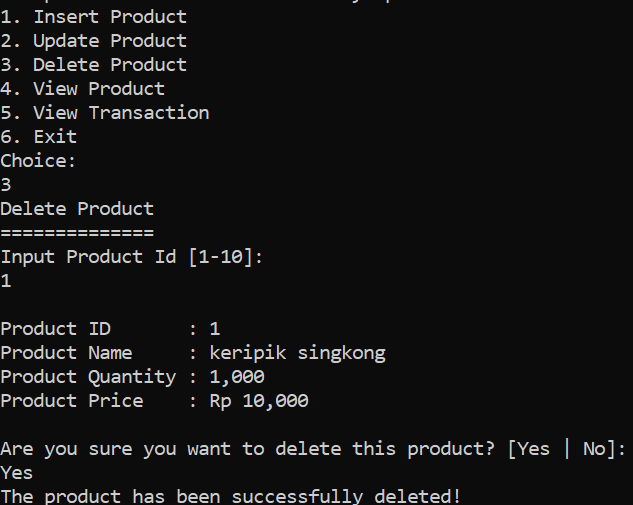 1. Insert Product
2. Update Product
3. Delete Product
4. View Product
5. View Transaction
6. Exit
Choice:
3
Delete Product
==============
Input Product Id [1-10]:
1
Product ID       : 1
Product Name     : keripik singkong
Product Quantity : 1,000
Product Price    : Rp 10,000
Are you sure you want to delete this product? [Yes | No]:
Yes
The product has been successfully deleted!